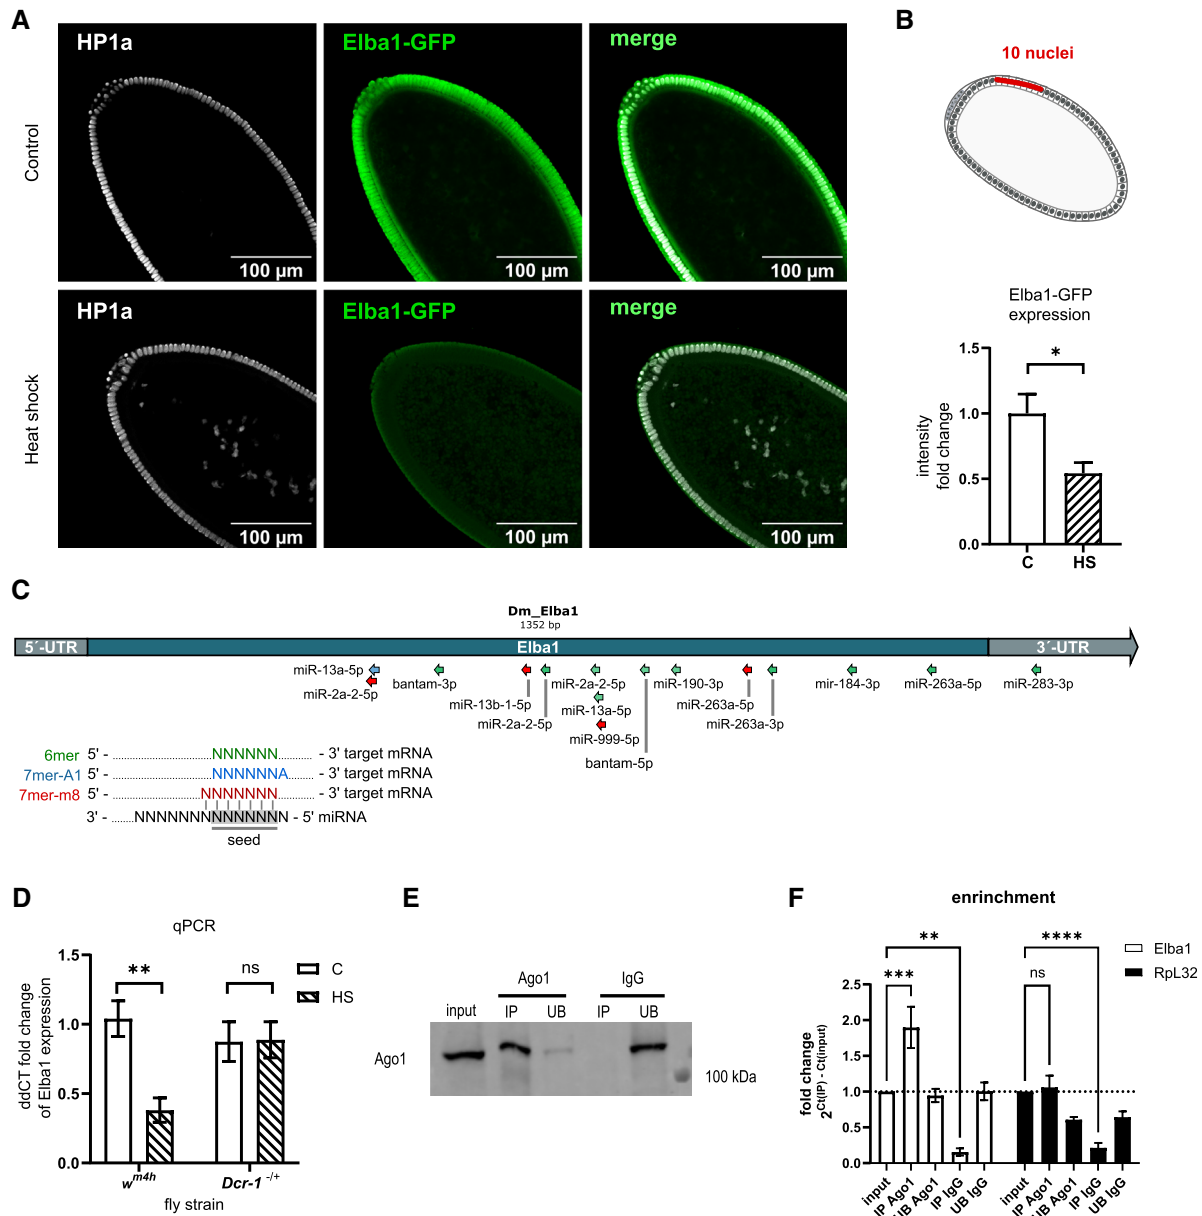 A
HP1a
Elba1-GFP
merge
Control
100 µm
100 µm
100 µm
HP1a
Elba1-GFP
merge
Heat shock
100 µm
100 µm
100 µm
B
10 nuclei
Elba1-GFP
expression
intensity
fold change
1.5
1.0
0.5
0.0
*
C
HS
C
Dm_Elba1
1352 bp
5´-UTR
Elba1
3´-UTR
miR-13a-5p
miR-2a-2-5p
bantam-3p
miR-13b-1-5p
miR-2a-2-5p
miR-2a-2-5p
miR-13a-5p
miR-999-5p
bantam-5p
miR-190-3p
miR-263a-5p
miR-263a-3p
mir-184-3p
miR-263a-5p
miR-283-3p
6mer 5' - NNNNNN - 3' target mRNA
7mer-A1 5' - NNNNNNA - 3' target mRNA
7mer-m8 5' - NNNNNNN - 3' target mRNA
3' - ........NNNNNNNNNNNNNN - 5' miRNA
seed
D
qPCR
ddCT fold change
of Elba1 expression
1.5
1.0
0.5
0.0
**
ns
C
HS
w m4h
Dcr-1 -/+
fly strain
E
Ago1
IgG
input
IP
UB
IP
UB
Ago1
100 kDa
F
enrinchment
**
****
***
ns
Elba1
RpL32
fold change
2^Ct(IP) - Ct(input)
2.5
2.0
1.5
1.0
0.5
0.0
input
IP Ago1
UB Ago1
IP IgG
UB IgG
input
IP Ago1
UB Ago1
IP IgG
UB IgG